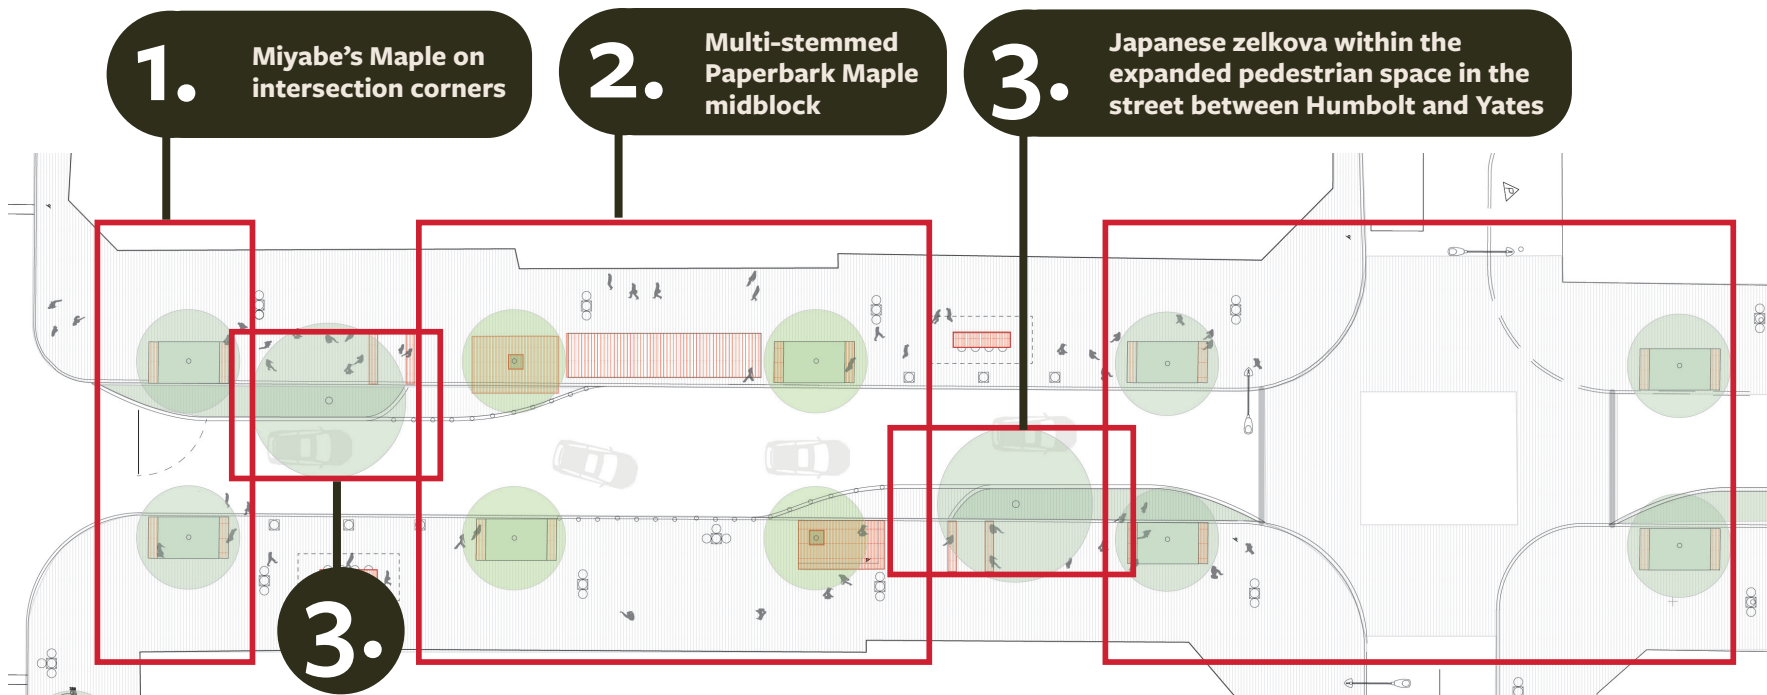 1.
Miyabe’s Maple on
intersection corners
2.
Multi-stemmed
Paperbark Maple
midblock
3.
Japanese zelkova within the
expanded pedestrian space in the
street between Humbolt and Yates
3.